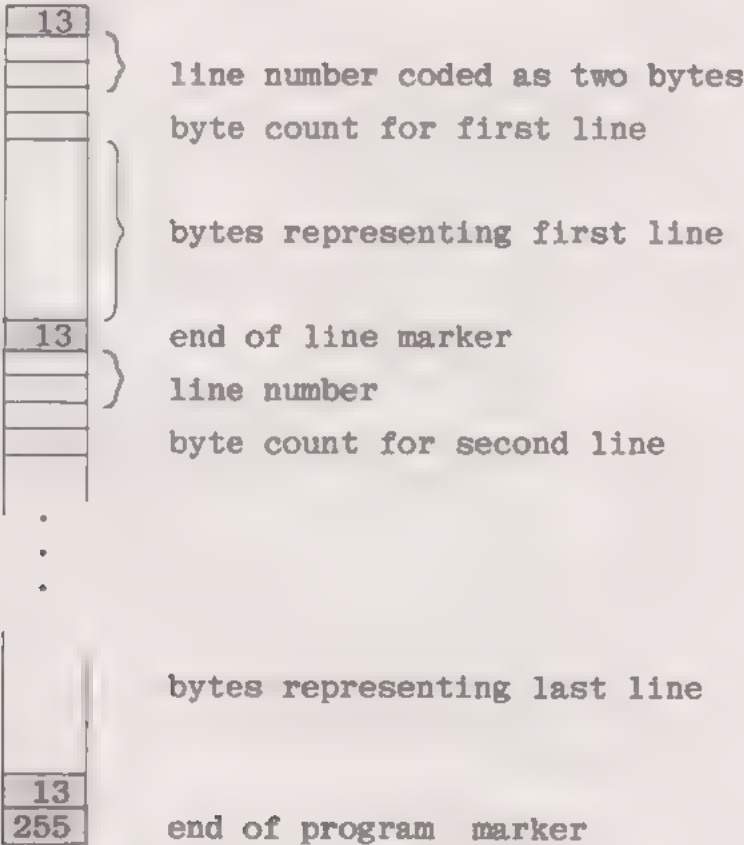 13
line number coded as two bytes
byte count for first line
bytes representing first line
13 end of line marker
line number
byte count for second line
bytes representing last line
13
255 end of program marker